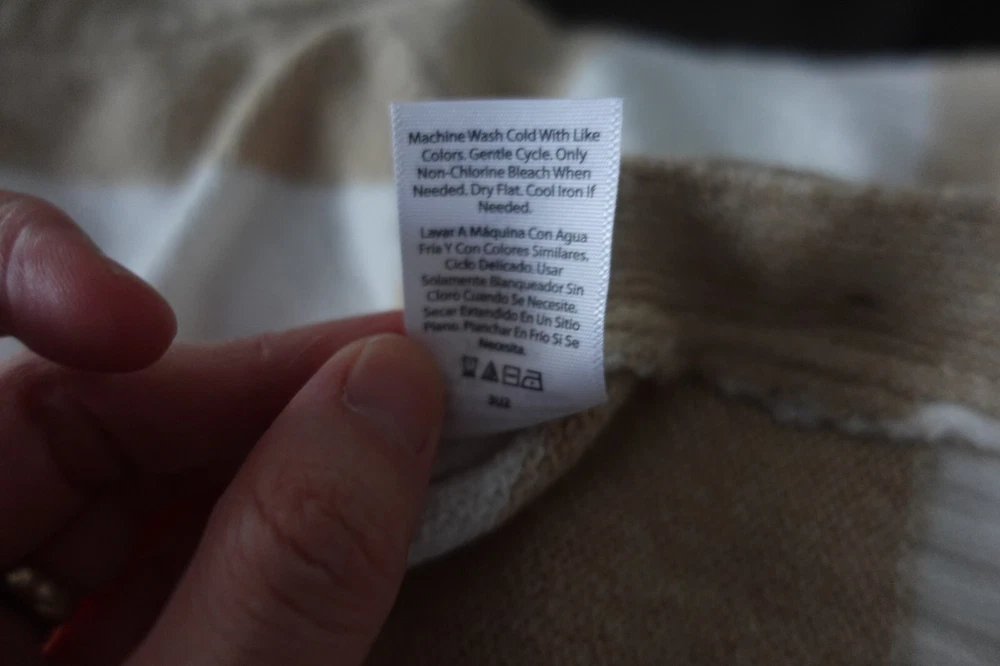 Machine Wash Cold With Like
Colors. Gentle Cycle. Only
Non-Chlorine Bleach When
Needed. Dry Flat. Cool Iron If
Needed.
Lavar A Máquina Con Agua
Fría Y Con Colores Similares.
Ciclo Delicado. Usar
Solamente Blanqueador Sin
Cloro Cuando Se Necesite.
Secar Extendido En Un Sitio
Plano. Planchar En Frío Si Se
Necesita.